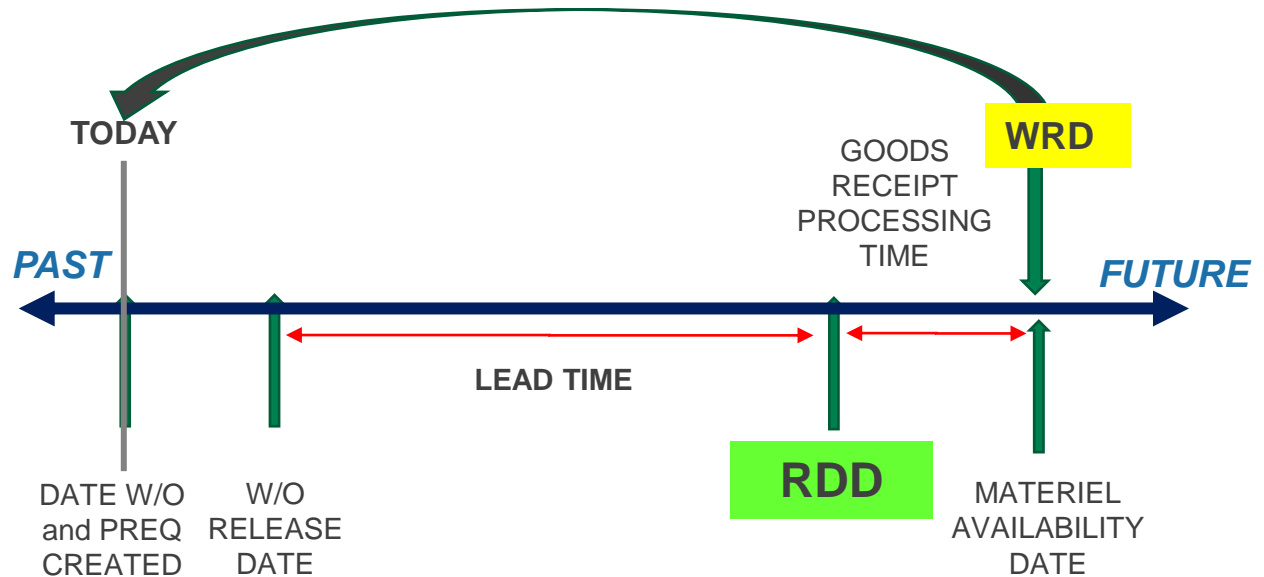 TODAY
WRD
GOODS
RECEIPT
PROCESSING
TIME
PAST
FUTURE
LEAD TIME
RDD
DATE W/O
and PREQ
CREATED
W/O
RELEASE
DATE
MATERIEL
AVAILABILITY
DATE